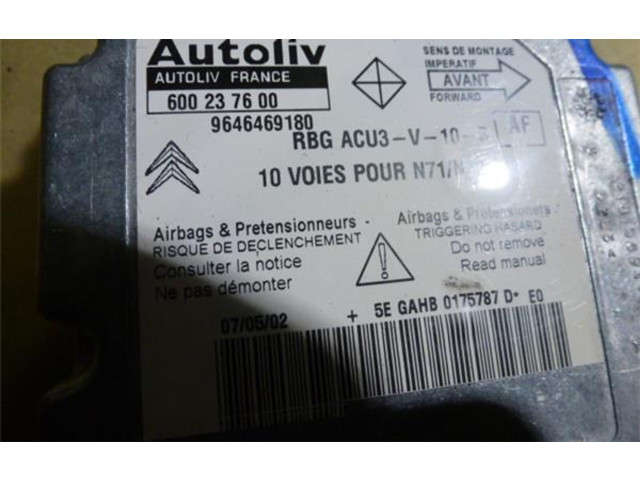 Autoliv
AUTOLIV FRANCE
600 23 76 00
9646469180
SENS DE MONTAGE
IMPERATIF
AVANT
FORWARD
RBG ACU3-V-10-
AF
10 VOIES POUR N71/
Airbags & Pretensionneurs
RISQUE DE DECLENCHEMENT
Consulter la notice
Ne pas démonter
Airbags & Pretensioners
TRIGGERING HASARD
Do not remove
Read manual
07/05/02
+ 5E GAHB 0175787 D* E0